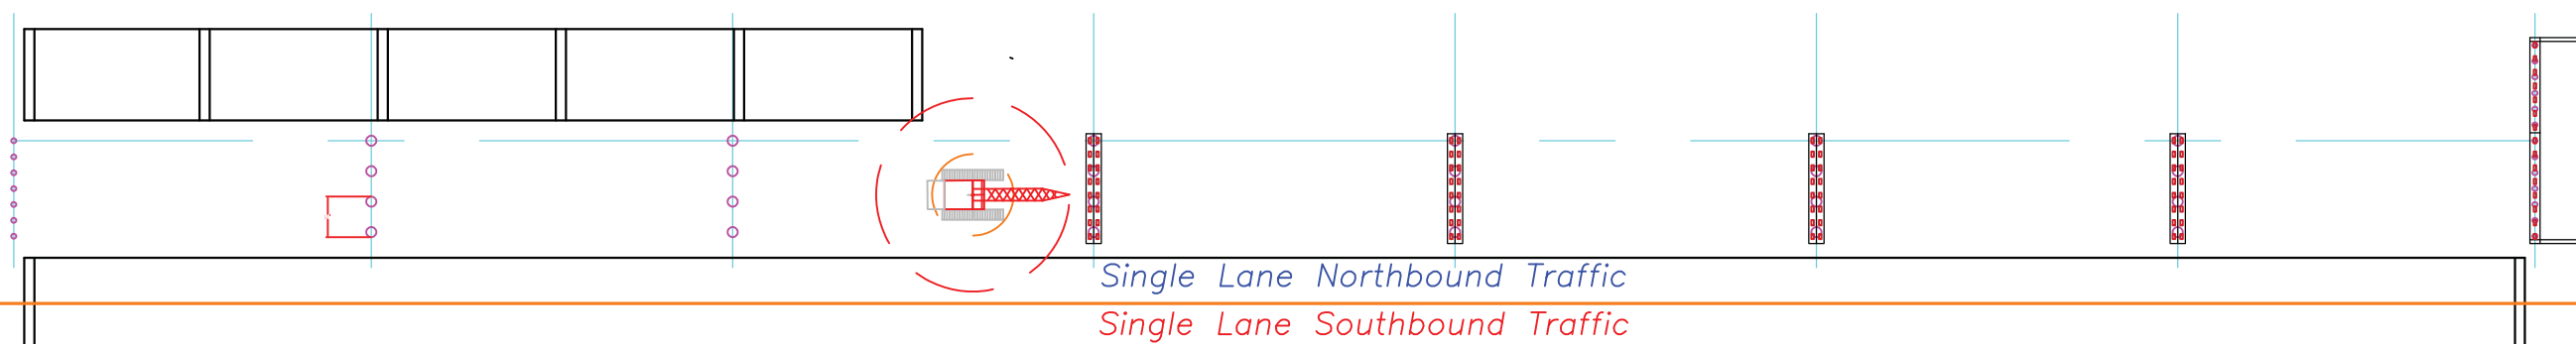 Single Lane Northbound Traffic
Single Lane Southbound Traffic